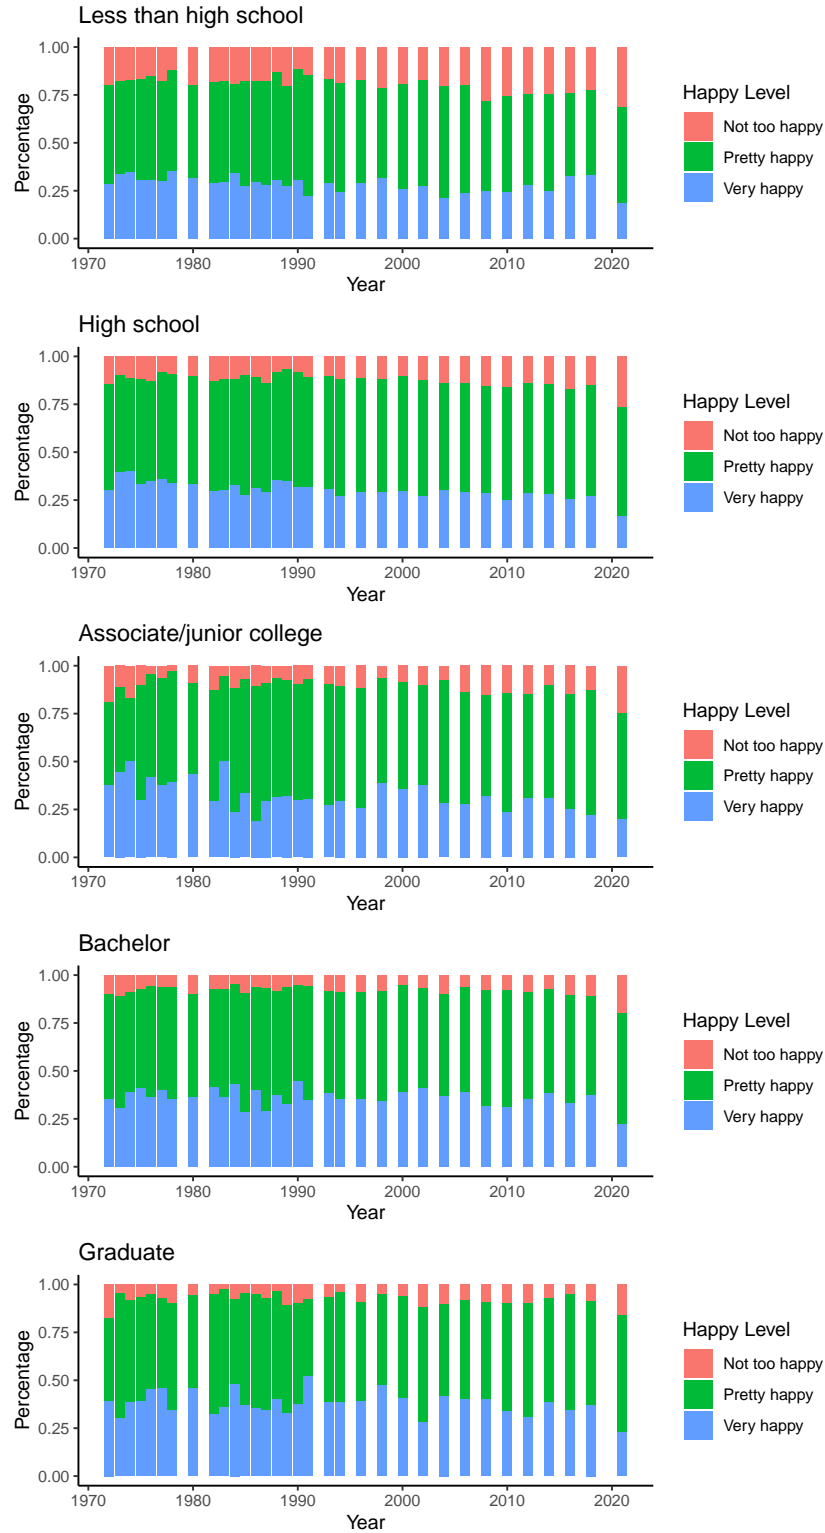 Less than high school
1.00
0.75
0.50
0.25
0.00
Percentage
1970 1980 1990 2000 2010 2020
Year
Happy Level
Not too happy
Pretty happy
Very happy
High school
1.00
0.75
0.50
0.25
0.00
Percentage
1970 1980 1990 2000 2010 2020
Year
Happy Level
Not too happy
Pretty happy
Very happy
Associate/junior college
1.00
0.75
0.50
0.25
0.00
Percentage
1970 1980 1990 2000 2010 2020
Year
Happy Level
Not too happy
Pretty happy
Very happy
Bachelor
1.00
0.75
0.50
0.25
0.00
Percentage
1970 1980 1990 2000 2010 2020
Year
Happy Level
Not too happy
Pretty happy
Very happy
Graduate
1.00
0.75
0.50
0.25
0.00
Percentage
1970 1980 1990 2000 2010 2020
Year
Happy Level
Not too happy
Pretty happy
Very happy